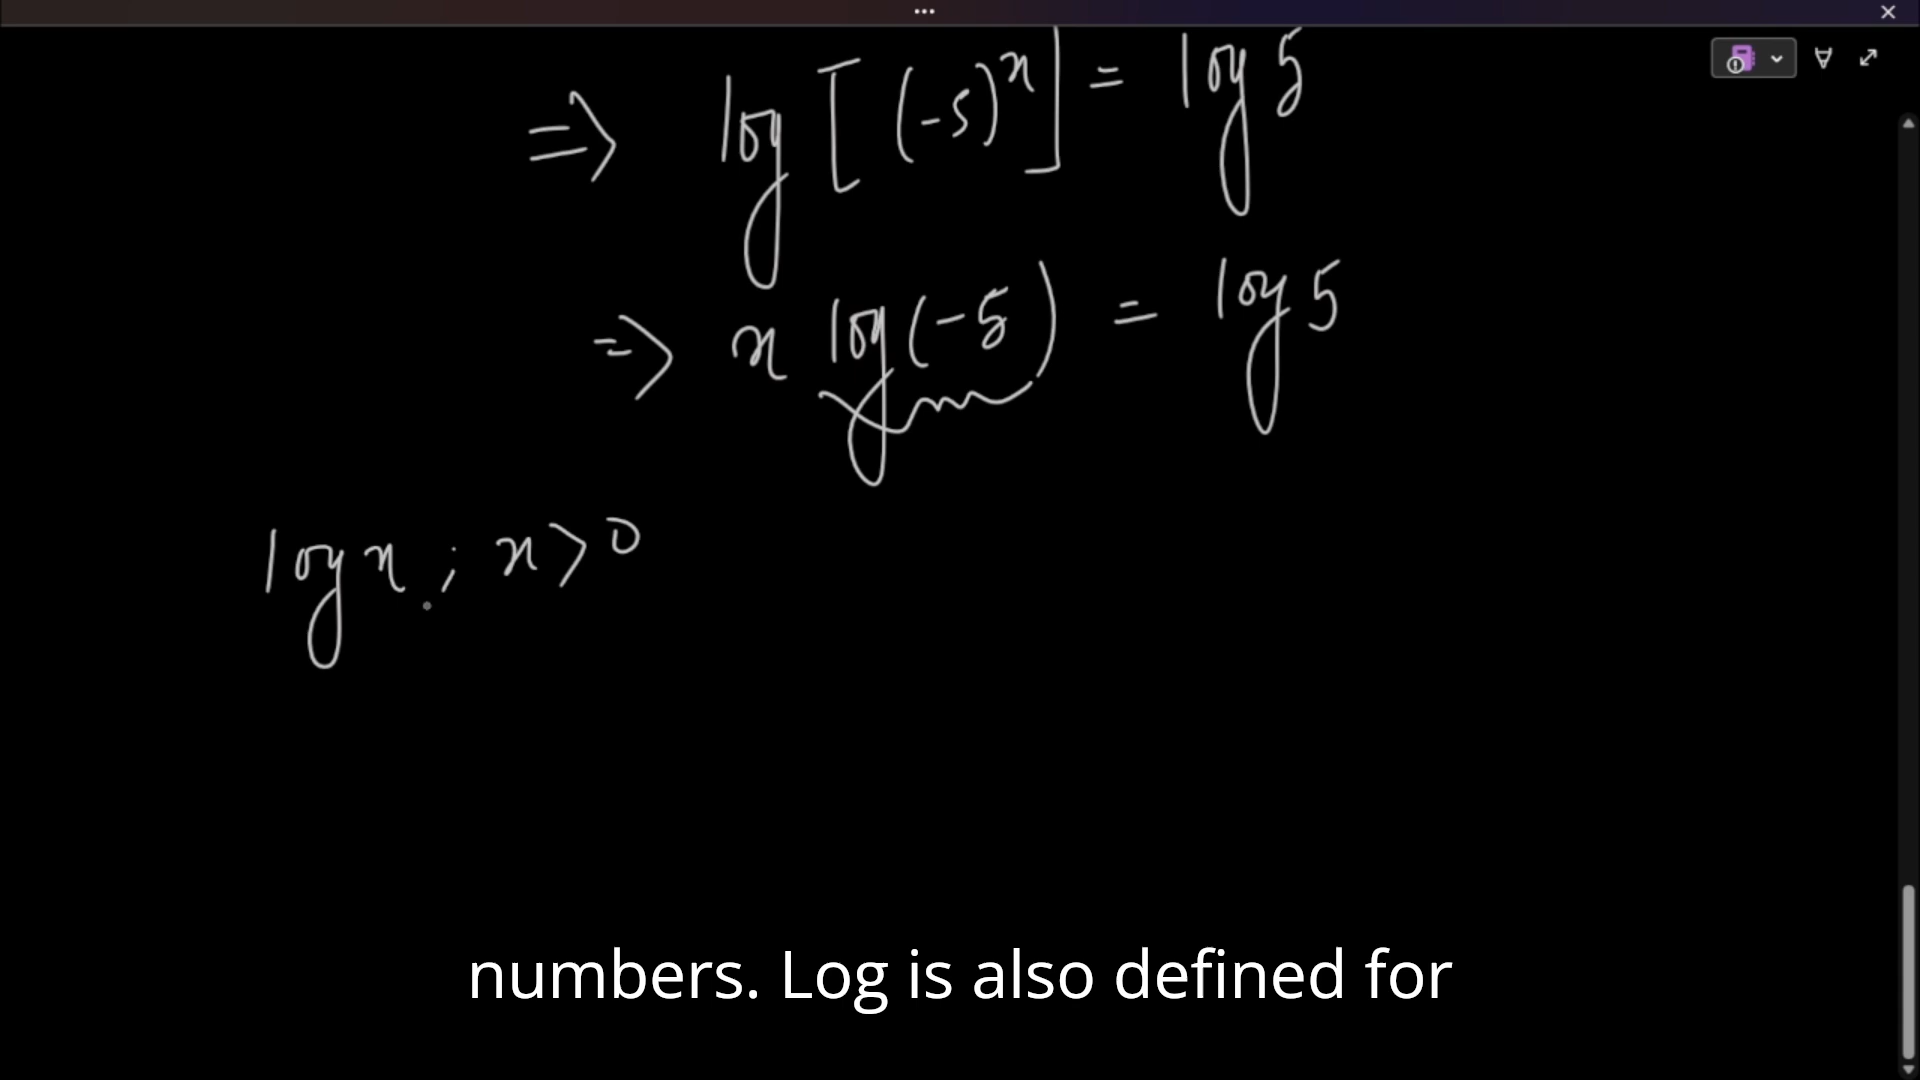 => log [ (-5)^x ] = log 5
=> x log(-5) = log 5
log x ; x > 0
numbers. Log is also defined for